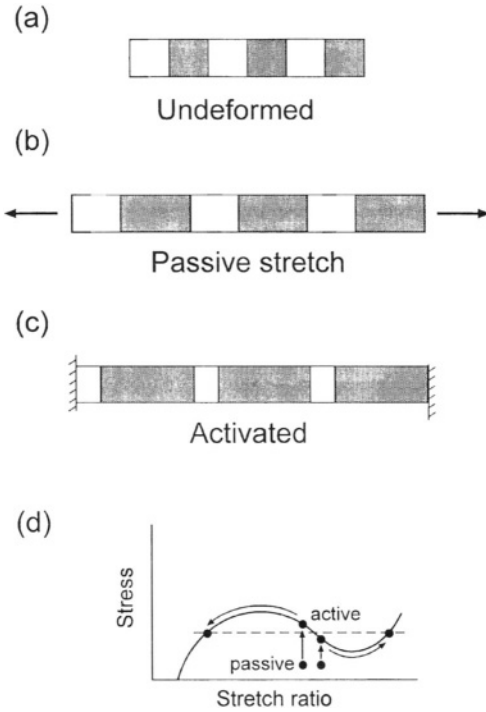 (a)
Undeformed
(b)
Passive stretch
(c)
Activated
(d)
Stress
active
passive
Stretch ratio